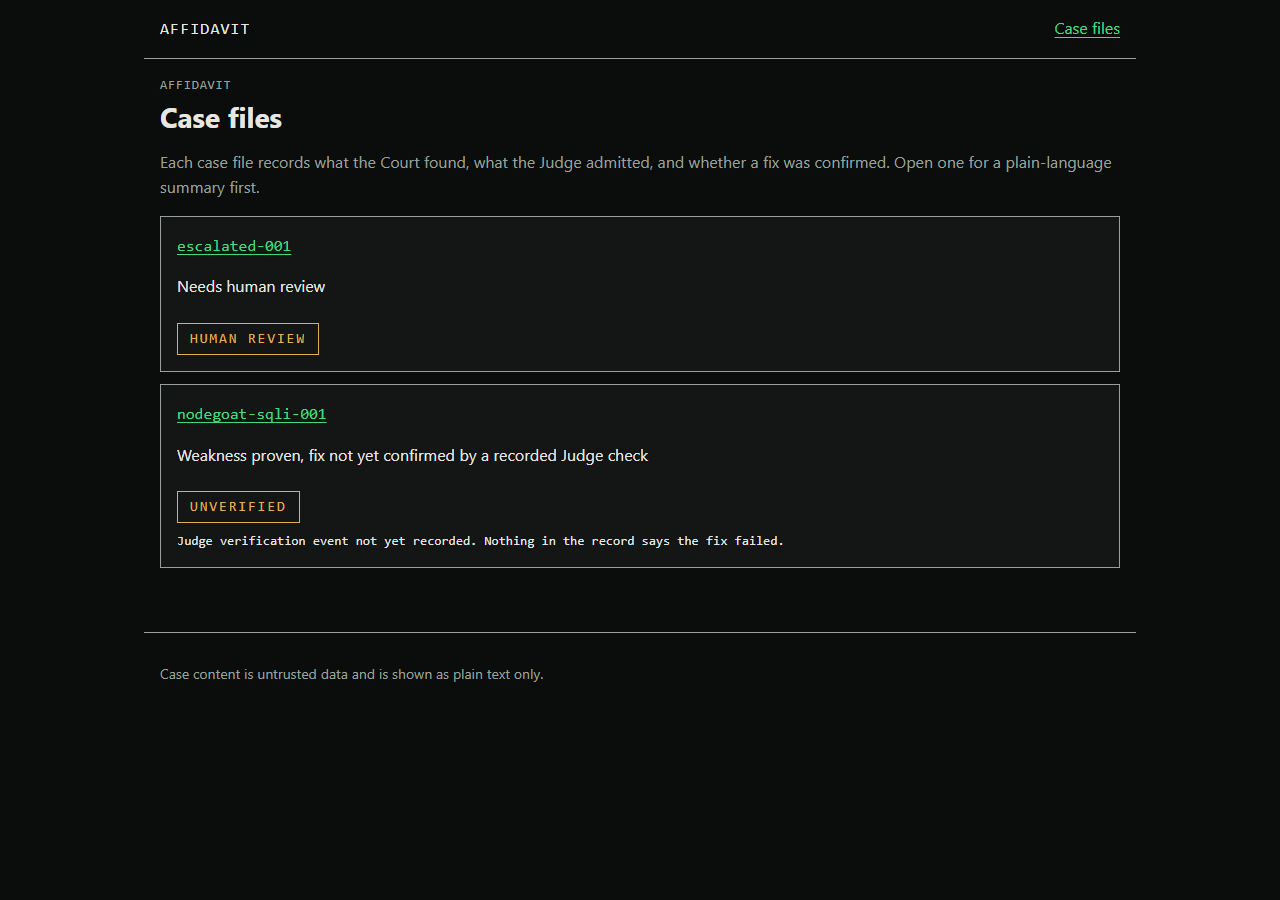 AFFIDAVIT
Case files
AFFIDAVIT
Case files
Each case file records what the Court found, what the Judge admitted, and whether a fix was confirmed. Open one for a plain-language
summary first.
escalated-001
Needs human review
HUMAN REVIEW
nodegoat-sqli-001
Weakness proven, fix not yet confirmed by a recorded Judge check
UNVERIFIED
Judge verification event not yet recorded. Nothing in the record says the fix failed.
Case content is untrusted data and is shown as plain text only.